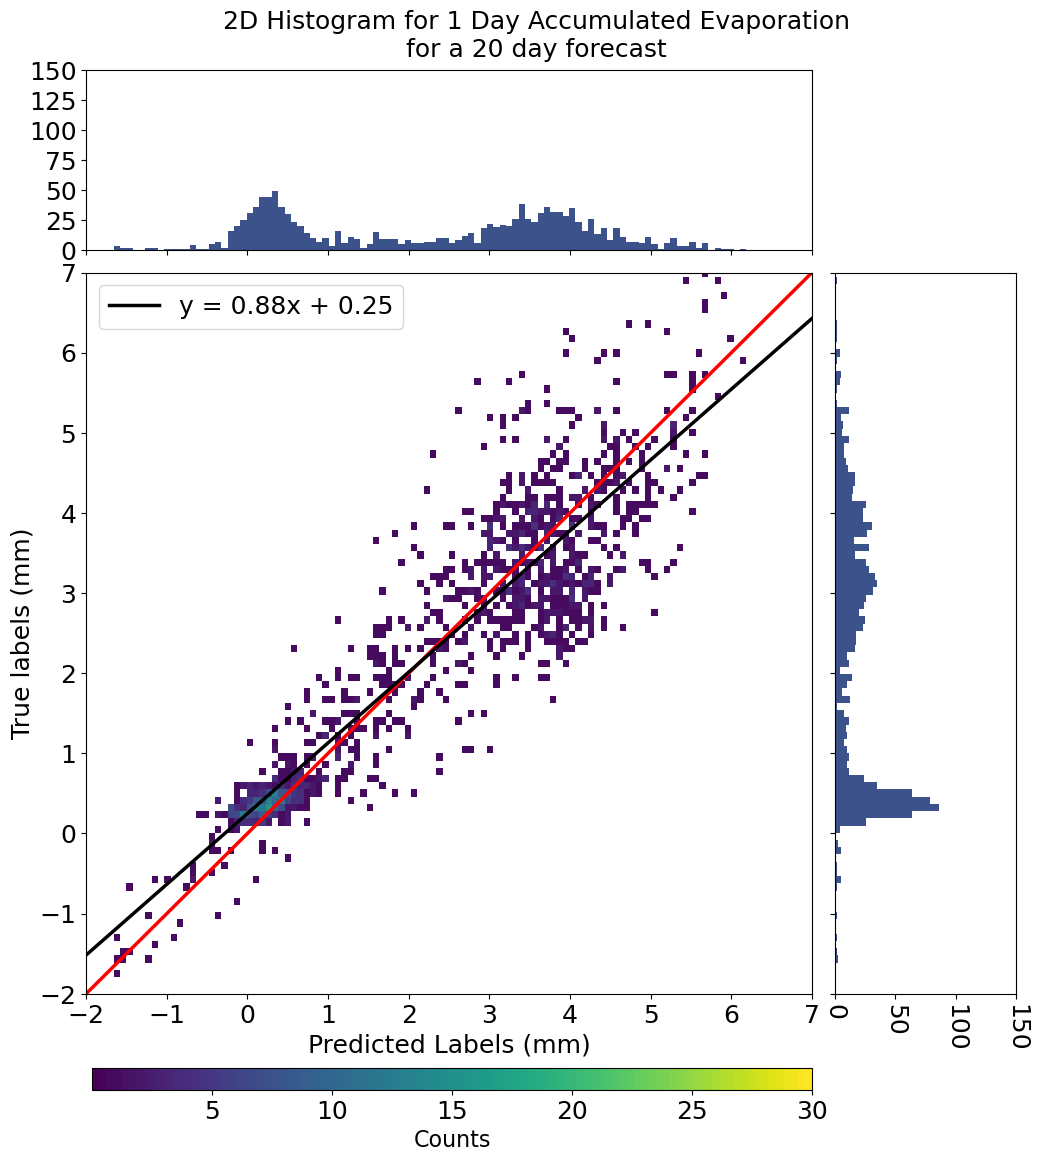 2D Histogram for 1 Day Accumulated Evaporation
for a 20 day forecast
150
125
100
75
50
25
0
7
6
5
4
3
2
1
0
−1
−2
True labels (mm)
y = 0.88x + 0.25
−2 −1 0 1 2 3 4 5 6 7
Predicted Labels (mm)
0 50 100 150
5 10 15 20 25 30
Counts